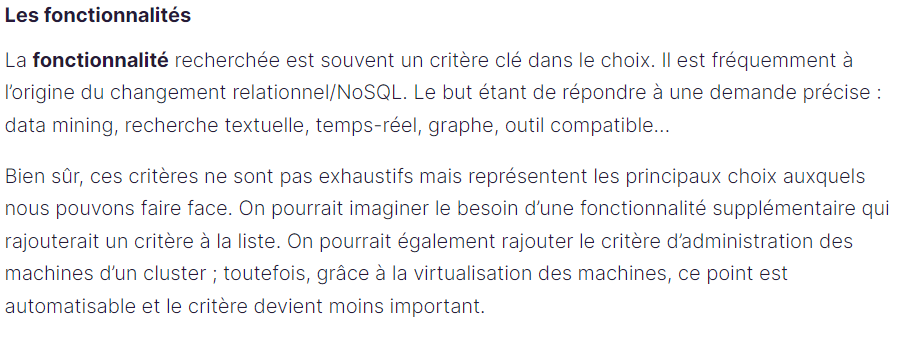 Les fonctionnalités
La fonctionnalité recherchée est souvent un critère clé dans le choix. Il est fréquemment à
l’origine du changement relationnel/NoSQL. Le but étant de répondre à une demande précise :
data mining, recherche textuelle, temps-réel, graphe, outil compatible...
Bien sûr, ces critères ne sont pas exhaustifs mais représentent les principaux choix auxquels
nous pouvons faire face. On pourrait imaginer le besoin d’une fonctionnalité supplémentaire qui
rajouterait un critère à la liste. On pourrait également rajouter le critère d’administration des
machines d’un cluster ; toutefois, grâce à la virtualisation des machines, ce point est
automatisable et le critère devient moins important.